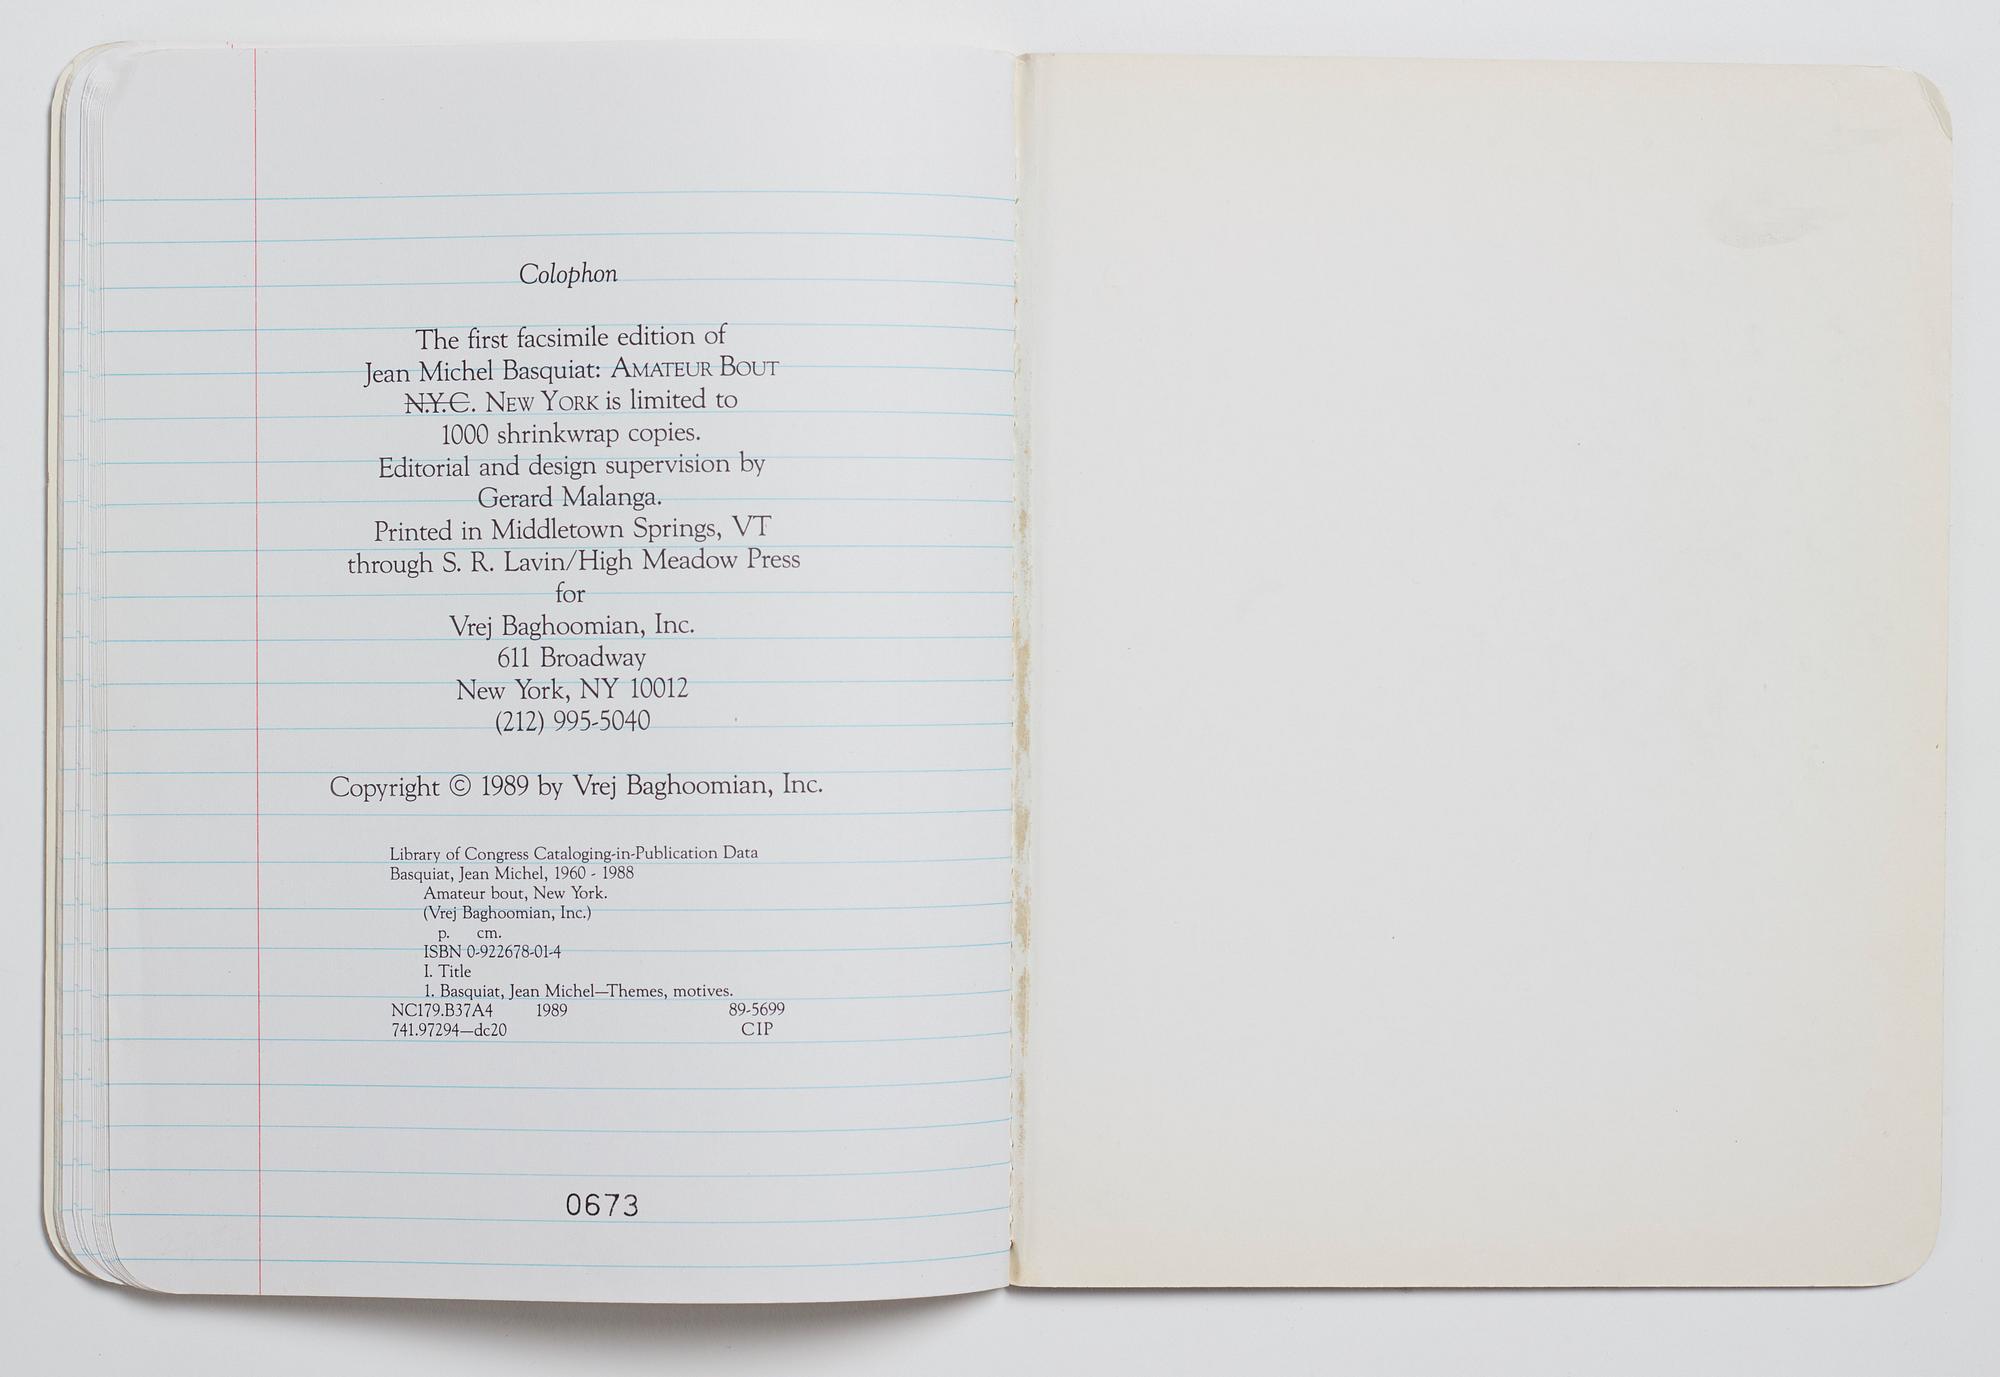 Colophon
The first facsimile edition of
Jean Michel Basquiat: AMATEUR BOUT
N.Y.C. NEW YORK is limited to
1000 shrinkwrap copies.
Editorial and design supervision by
Gerard Malanga.
Printed in Middletown Springs, VT
through S. R. Lavin/High Meadow Press
for
Vrej Baghoomian, Inc.
611 Broadway
New York, NY 10012
(212) 995-5040
Copyright © 1989 by Vrej Baghoomian, Inc.
Library of Congress Cataloging-in-Publication Data
Basquiat, Jean Michel, 1960 - 1988
Amateur bout, New York.
(Vrej Baghoomian, Inc.)
p. cm.
ISBN 0-922678-01-4
I. Title
1. Basquiat, Jean Michel—Themes, motives.
NC179.B37A4 1989 89-5699
741.97294—dc20 CIP
0673